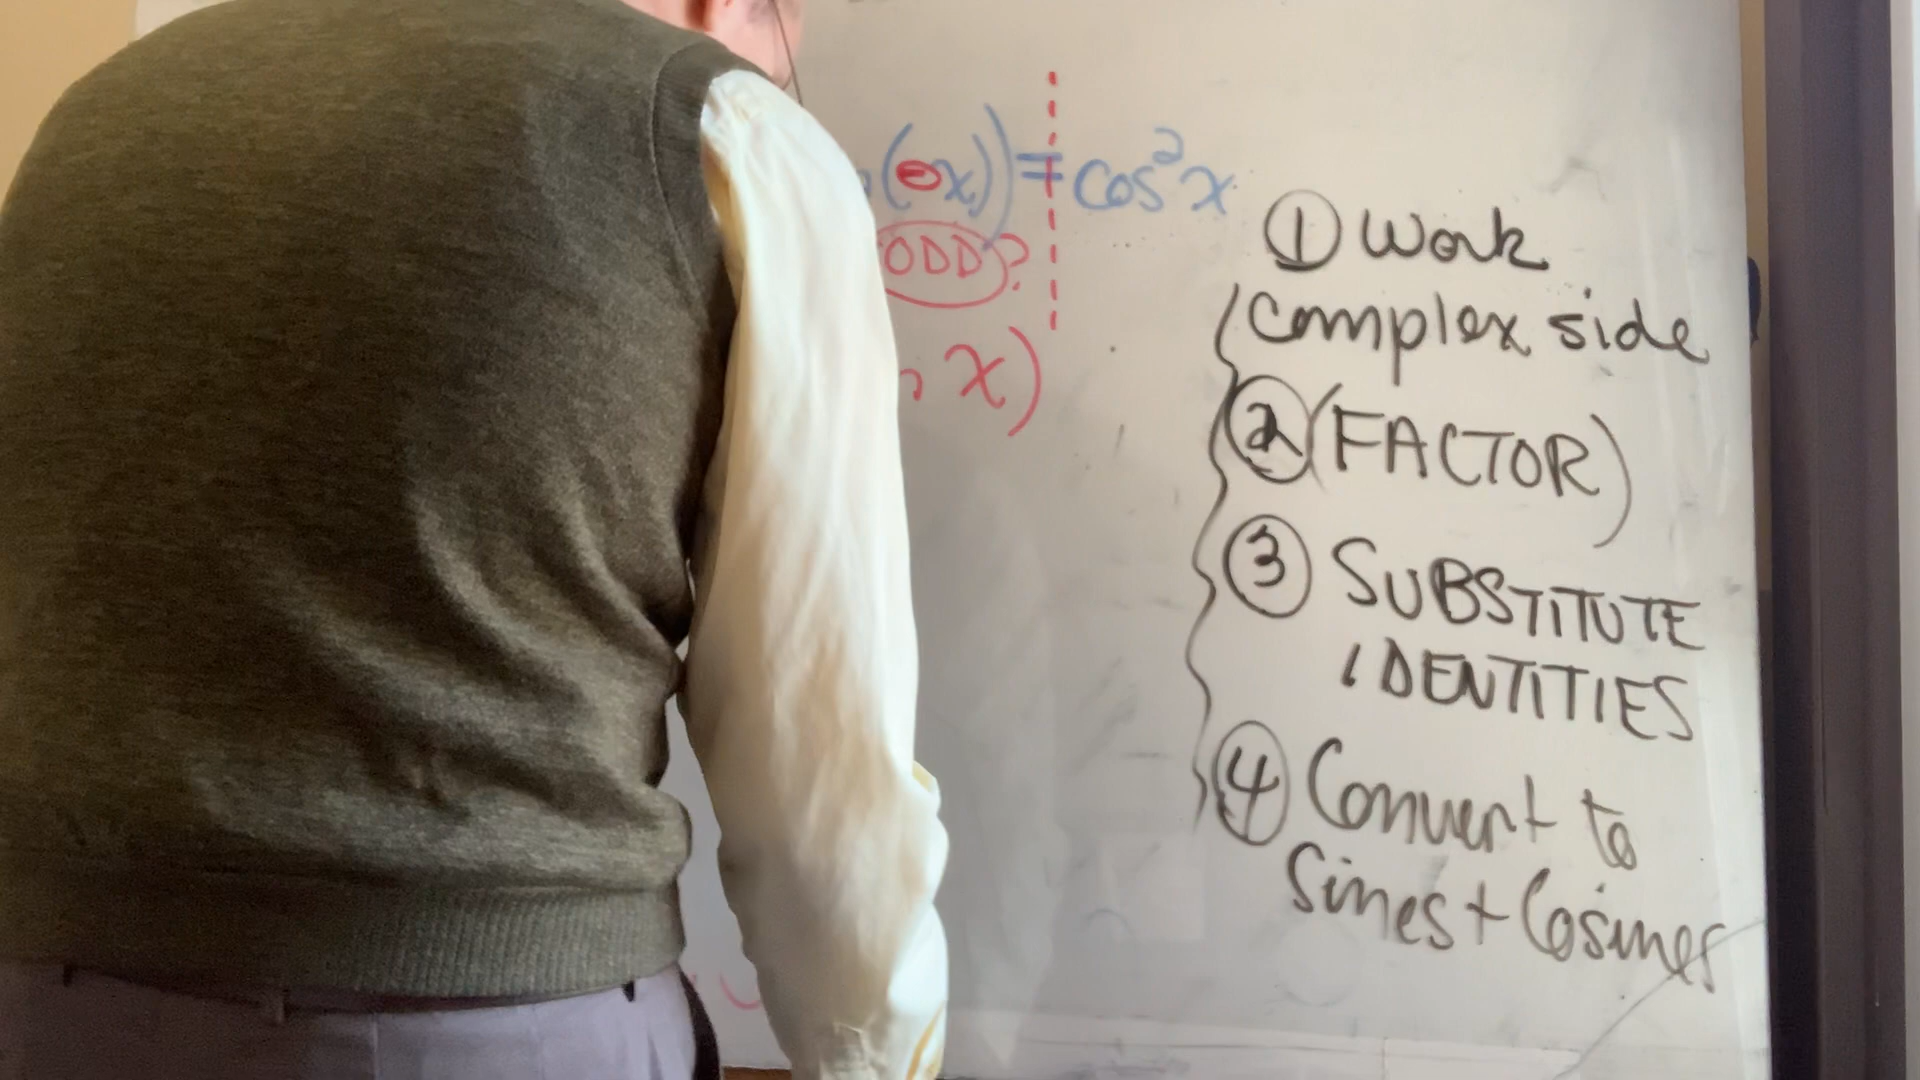 (-x)) = cos²x
ODD?
x)
① Work
complex side
② (FACTOR)
③ SUBSTITUTE
IDENTITIES
④ Convert to
Sines + Cosines